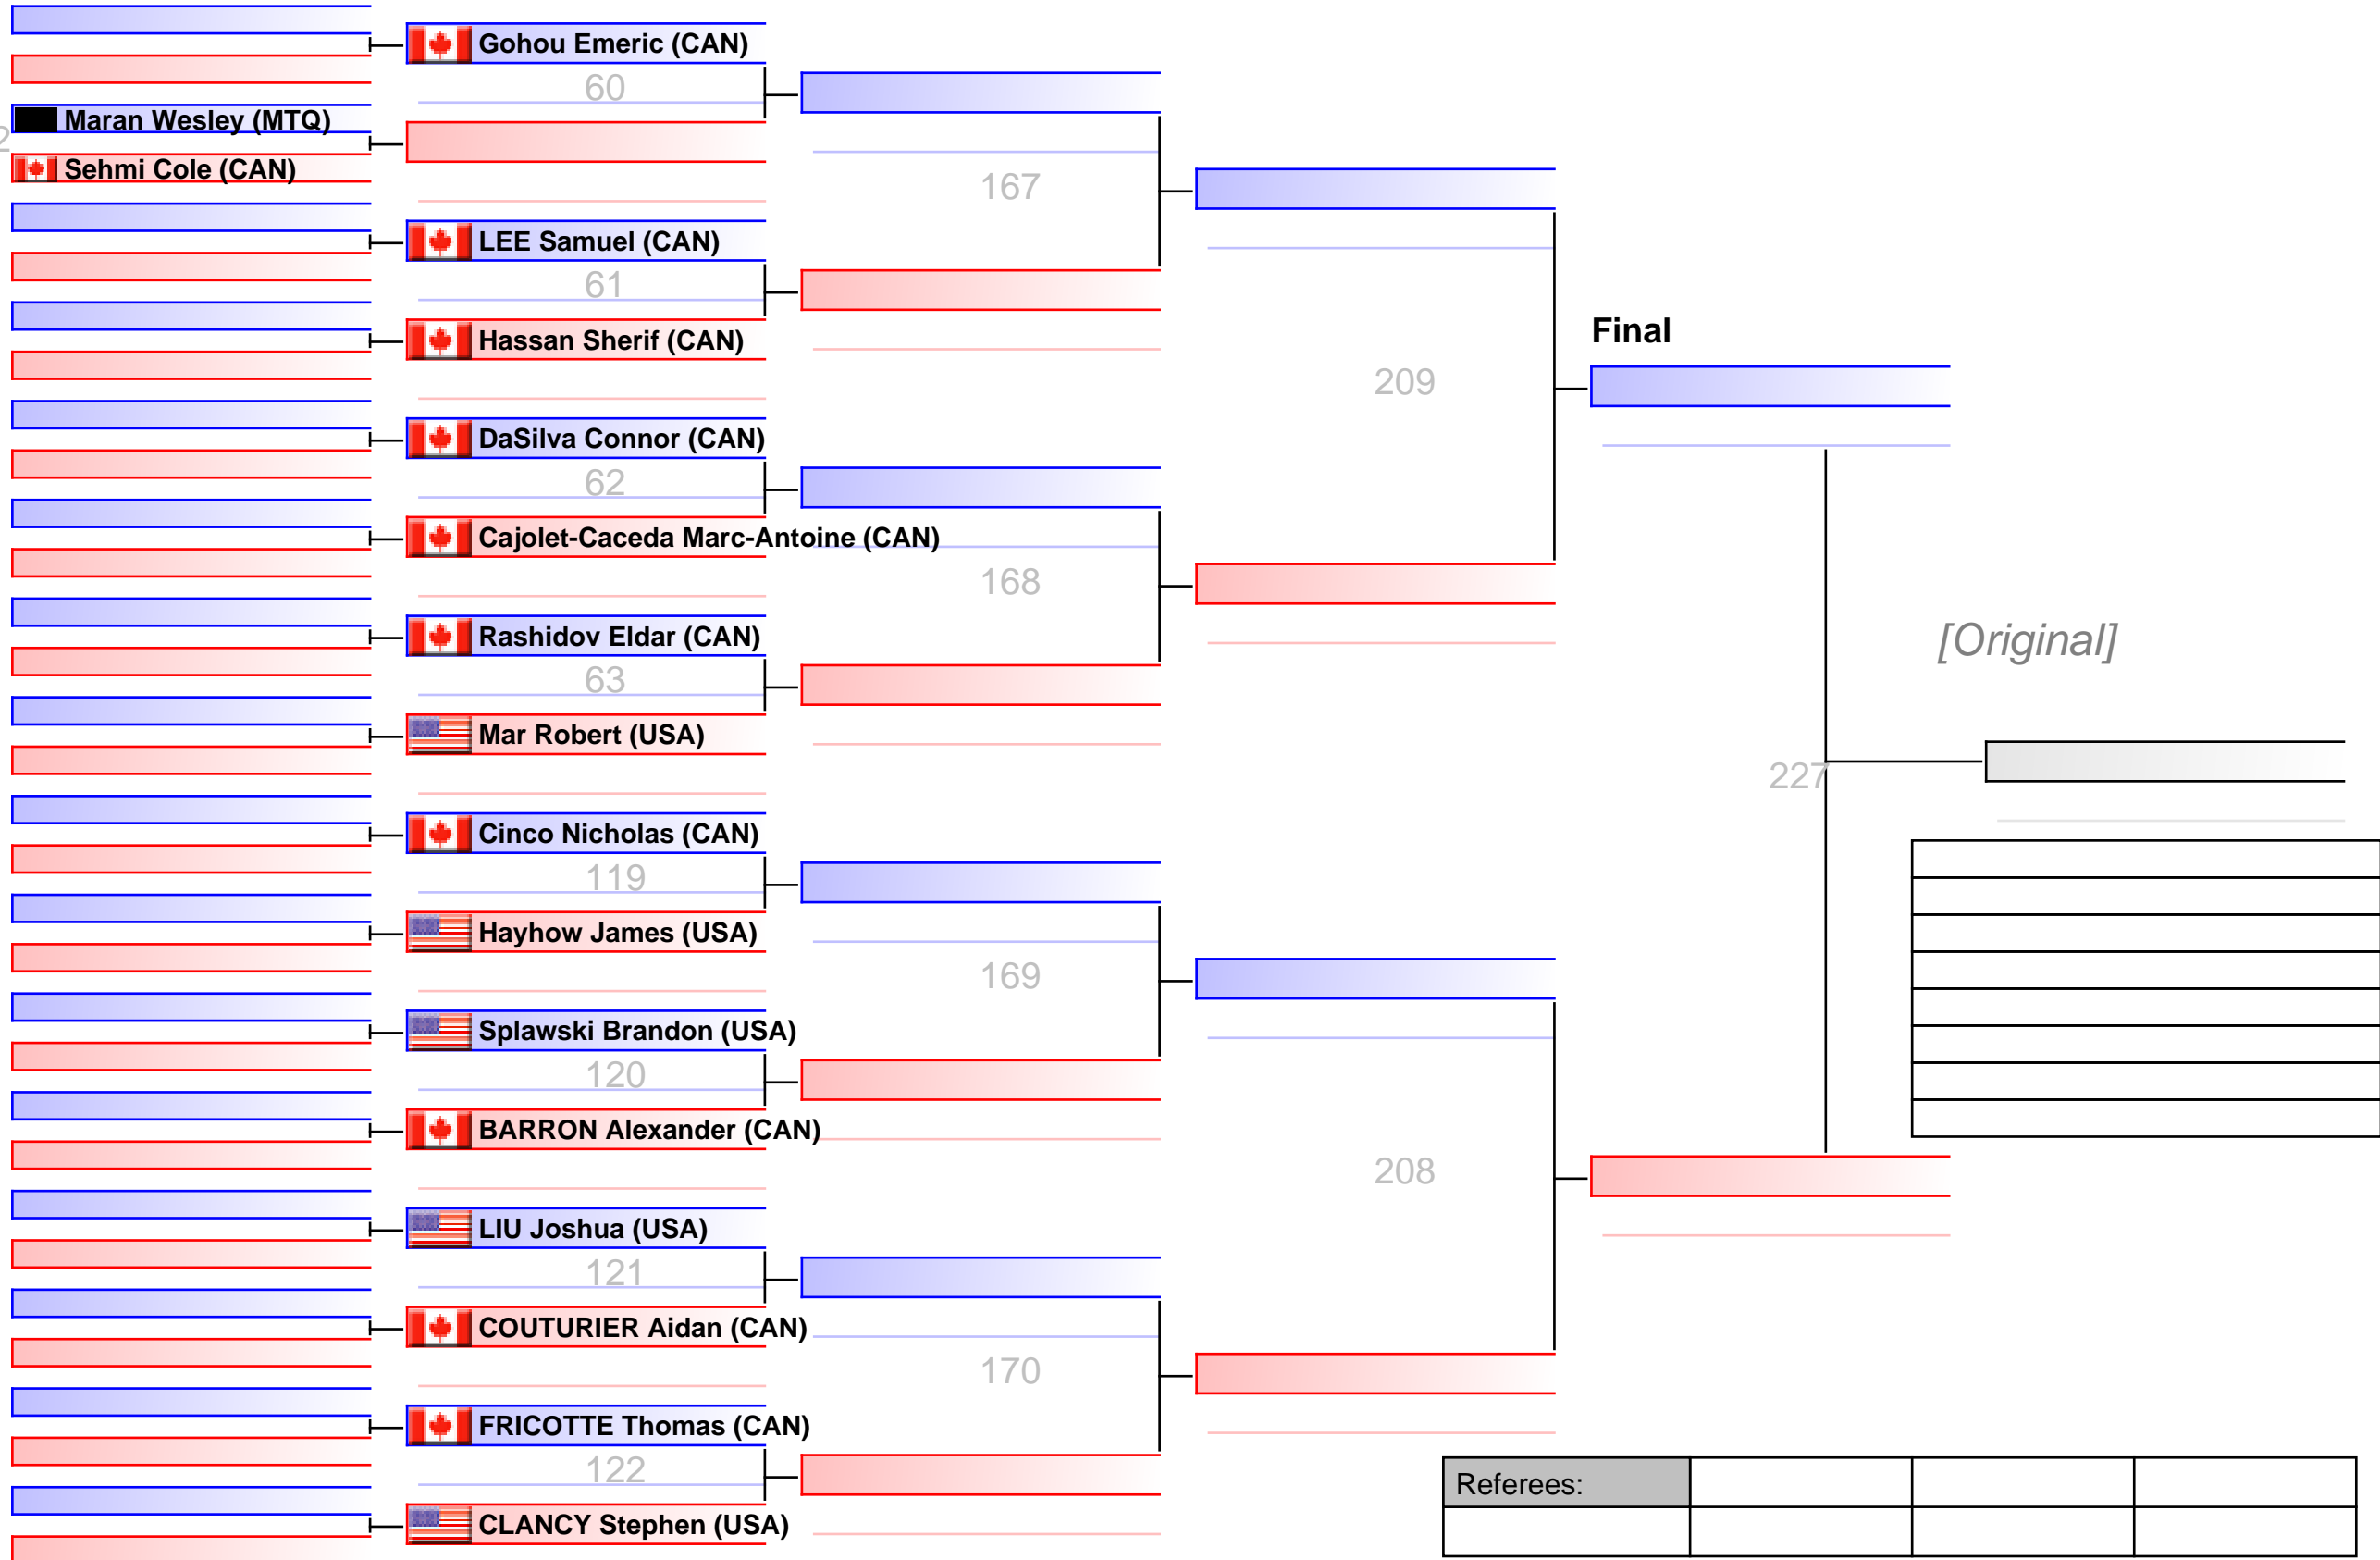 Gohou Emeric (CAN)
60
Maran Wesley (MTQ)
2
Sehmi Cole (CAN)
167
LEE Samuel (CAN)
61
Hassan Sherif (CAN)
Final
209
DaSilva Connor (CAN)
62
Cajolet-Caceda Marc-Antoine (CAN)
168
Rashidov Eldar (CAN)
[Original]
63
Mar Robert (USA)
227
Cinco Nicholas (CAN)
119
Hayhow James (USA)
169
Splawski Brandon (USA)
120
BARRON Alexander (CAN)
208
LIU Joshua (USA)
121
COUTURIER Aidan (CAN)
170
FRICOTTE Thomas (CAN)
122
Referees:
CLANCY Stephen (USA)